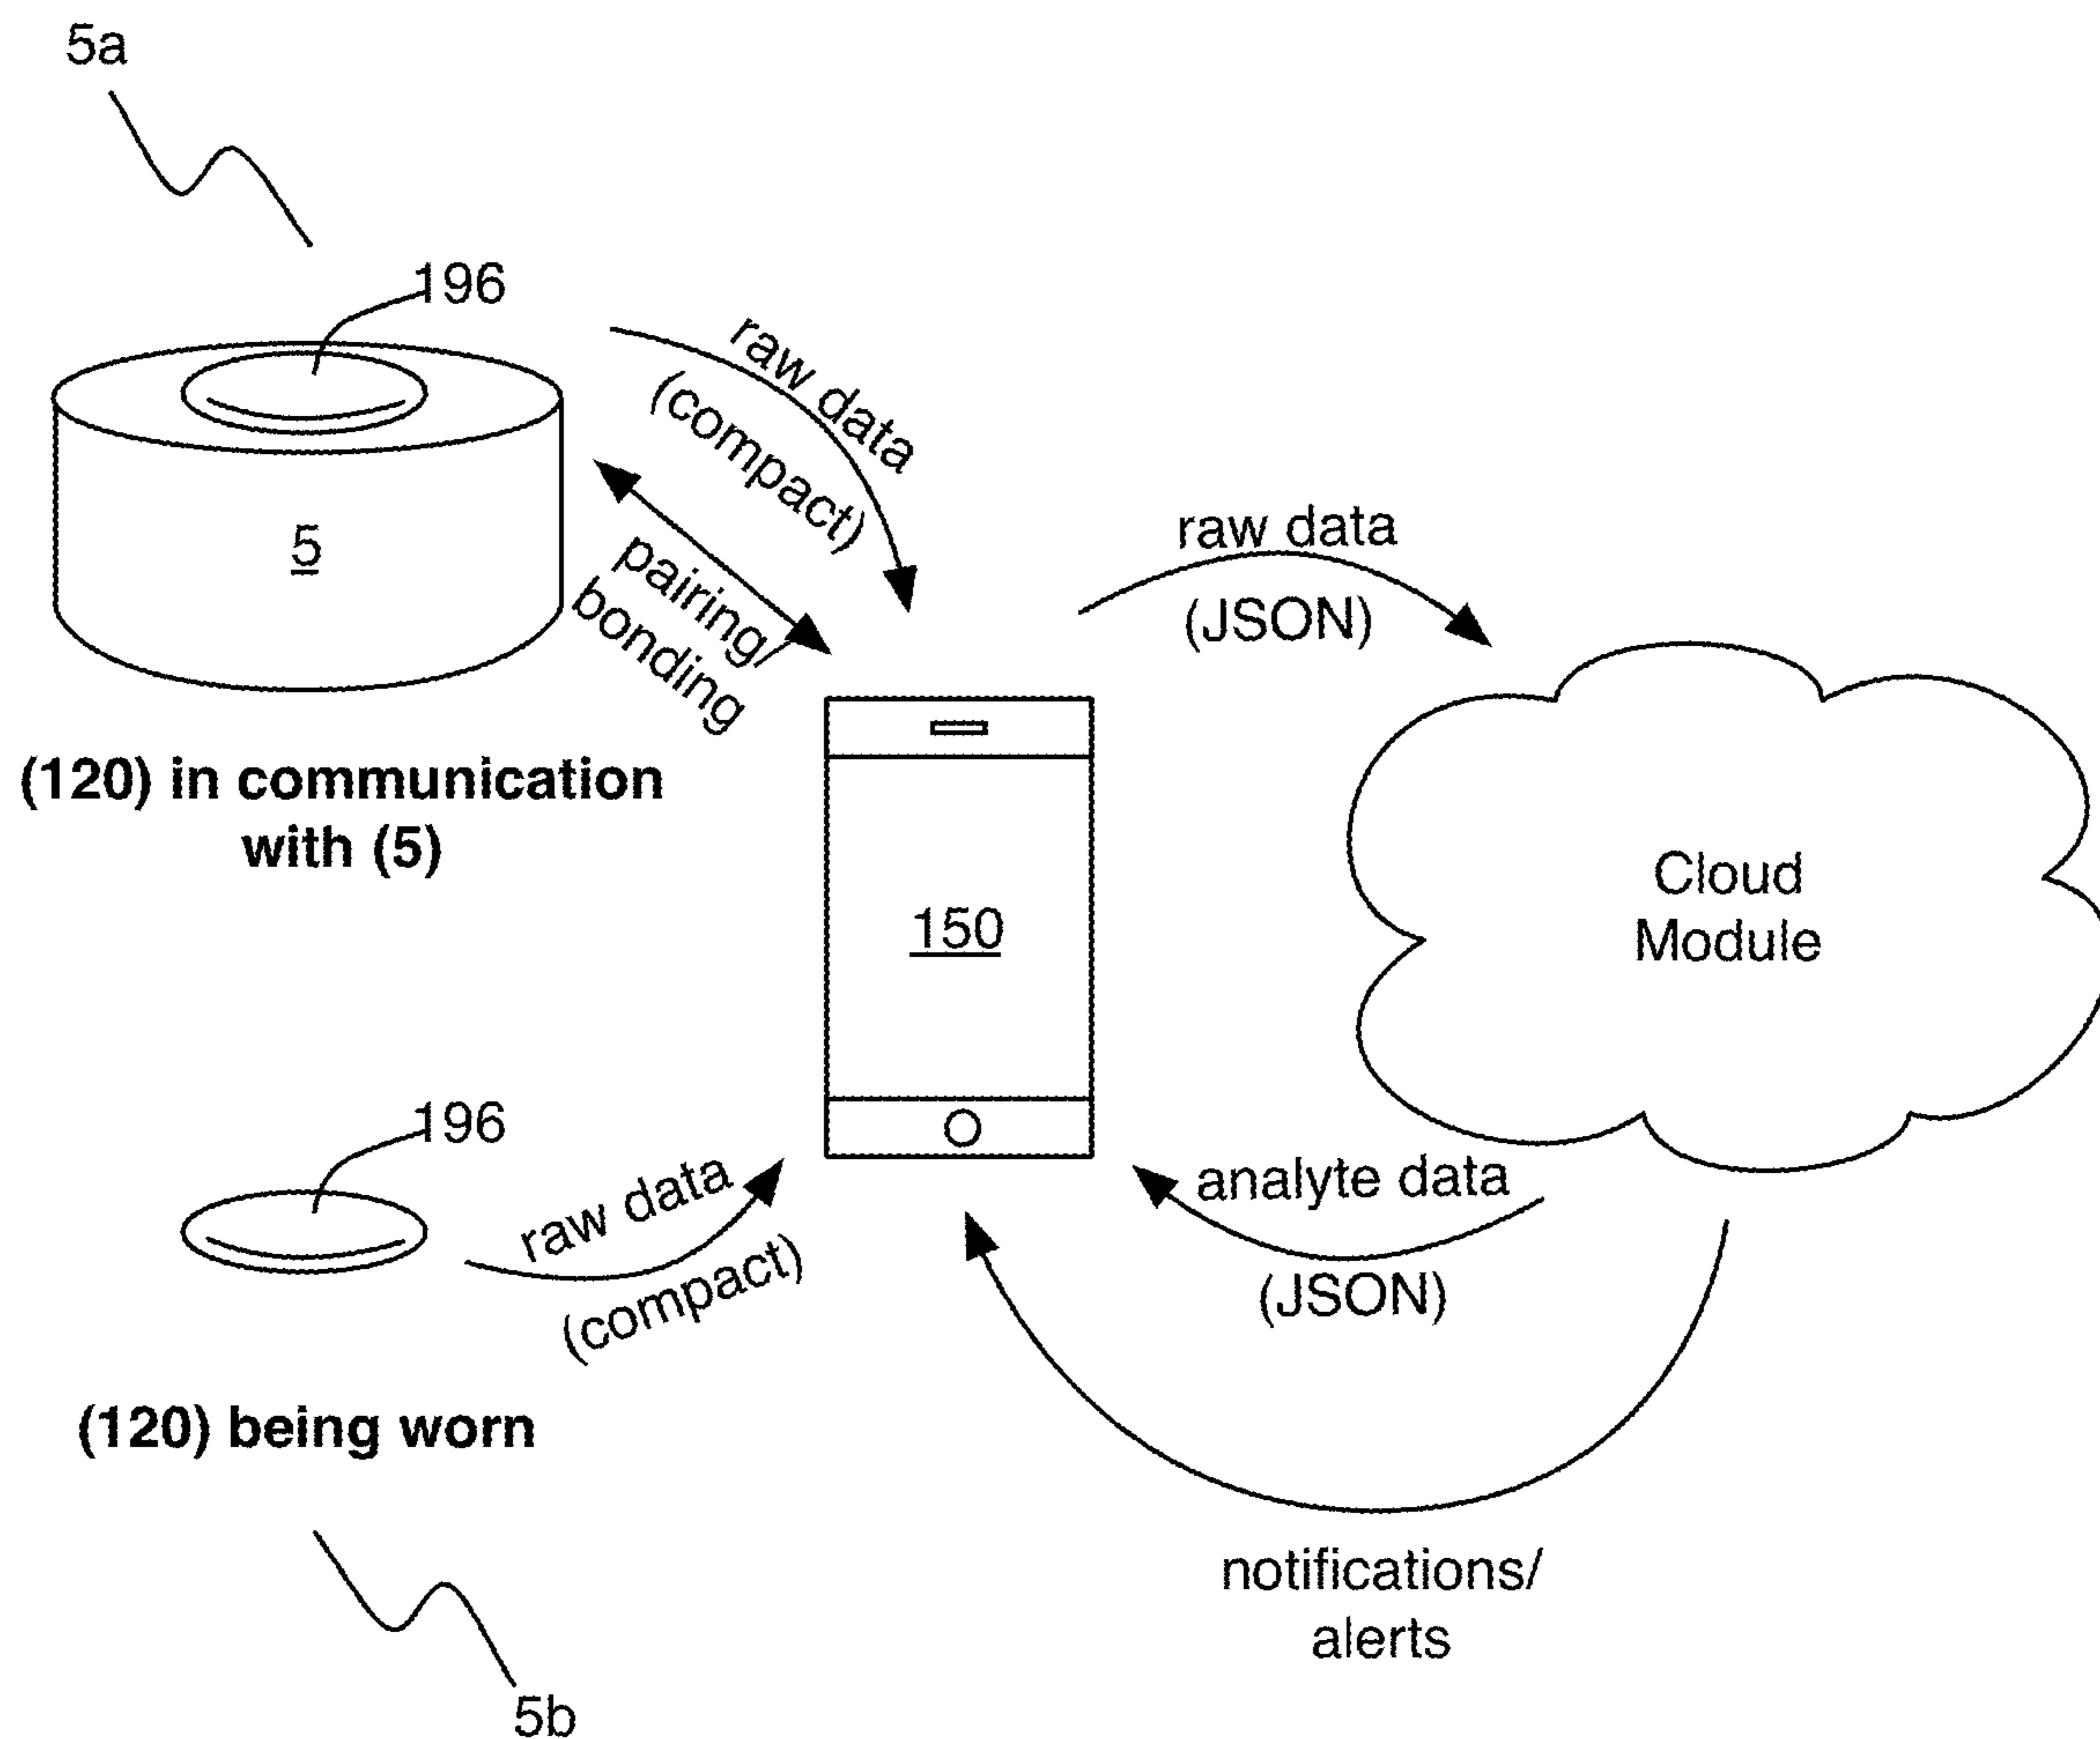 5a
196
raw data
(compact)
5
pairing/
bonding
raw data
(JSON)
(120) in communication
with (5)
150
Cloud
Module
196
raw data
(compact)
analyte data
(JSON)
(120) being worn
notifications/
alerts
5b